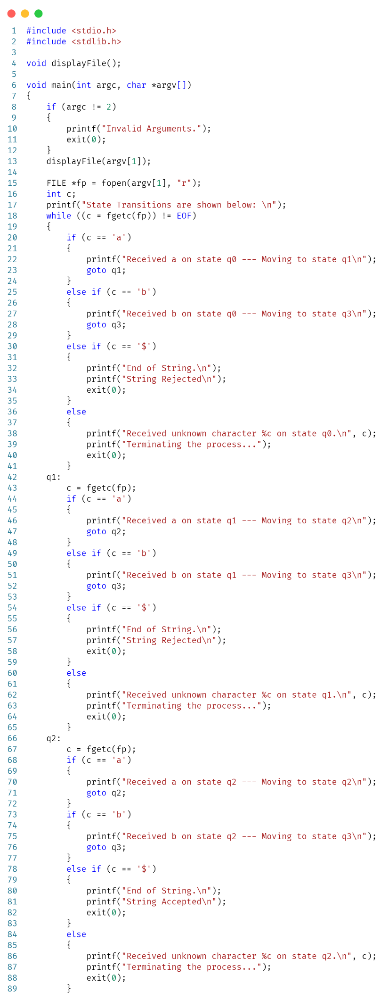 1 #include <stdio.h>
2 #include <stdlib.h>
3
4 void displayFile();
5
6 void main(int argc, char *argv[])
7 {
8     if (argc != 2)
9     {
10         printf("Invalid Arguments.");
11         exit(0);
12     }
13     displayFile(argv[1]);
14
15     FILE *fp = fopen(argv[1], "r");
16     int c;
17     printf("State Transitions are shown below: \n");
18     while ((c = fgetc(fp)) != EOF)
19     {
20         if (c == 'a')
21         {
22             printf("Received a on state q0 --- Moving to state q1\n");
23             goto q1;
24         }
25         else if (c == 'b')
26         {
27             printf("Received b on state q0 --- Moving to state q3\n");
28             goto q3;
29         }
30         else if (c == '$')
31         {
32             printf("End of String.\n");
33             printf("String Rejected\n");
34             exit(0);
35         }
36         else
37         {
38             printf("Received unknown character %c on state q0.\n", c);
39             printf("Terminating the process...");
40             exit(0);
41         }
42     q1:
43         c = fgetc(fp);
44         if (c == 'a')
45         {
46             printf("Received a on state q1 --- Moving to state q2\n");
47             goto q2;
48         }
49         else if (c == 'b')
50         {
51             printf("Received b on state q1 --- Moving to state q3\n");
52             goto q3;
53         }
54         else if (c == '$')
55         {
56             printf("End of String.\n");
57             printf("String Rejected\n");
58             exit(0);
59         }
60         else
61         {
62             printf("Received unknown character %c on state q1.\n", c);
63             printf("Terminating the process...");
64             exit(0);
65         }
66     q2:
67         c = fgetc(fp);
68         if (c == 'a')
69         {
70             printf("Received a on state q2 --- Moving to state q2\n");
71             goto q2;
72         }
73         if (c == 'b')
74         {
75             printf("Received b on state q2 --- Moving to state q3\n");
76             goto q3;
77         }
78         else if (c == '$')
79         {
80             printf("End of String.\n");
81             printf("String Accepted\n");
82             exit(0);
83         }
84         else
85         {
86             printf("Received unknown character %c on state q2.\n", c);
87             printf("Terminating the process...");
88             exit(0);
89         }